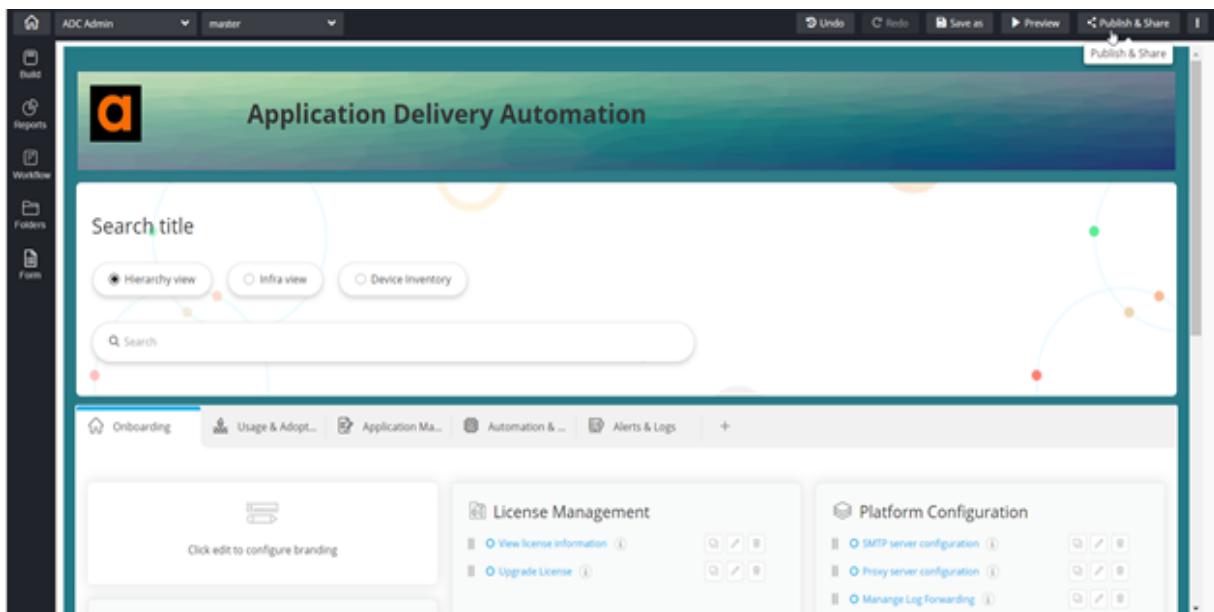 ADC Admin master Undo Redo Save as Preview Publish & Share
Publish & Share
Build
Reports
Workflow
Folders
Form
a Application Delivery Automation
Search title
Hierarchy view Infra view Device Inventory
Search
Onboarding Usage & Adopt... Application Ma... Automation & ... Alerts & Logs +
Click edit to configure branding
License Management
View license information i
Upgrade License i
Platform Configuration
SMTP server configuration i
Proxy server configuration i
Manange Log Forwarding i